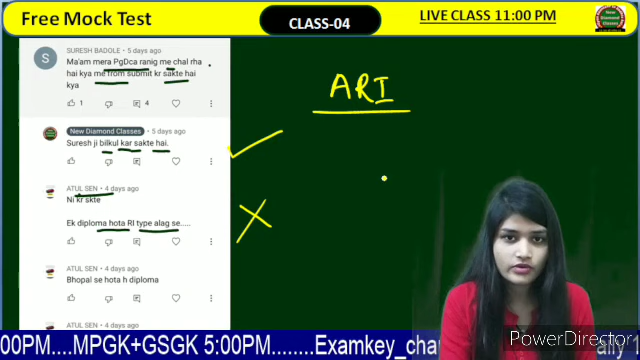 Free Mock Test
CLASS-04
LIVE CLASS 11:00 PM
New
Diamond
Classes
S
SURESH BADOLE • 5 days ago
Ma'am mera PgDca ranig me chal rha
hai kya me from submit kr sakte hai
kya
1
4
New Diamond Classes • 5 days ago
Suresh ji bilkul kar sakte hai.
ATUL SEN • 4 days ago
Ni kr skte
Ek diploma hota RI type alag se.....
ATUL SEN • 4 days ago
Bhopal se hota h diploma
ATUL SEN • 4 days ago
ARI
PowerDirector
:00PM....MPGK+GSGK 5:00PM........Examkey_cha